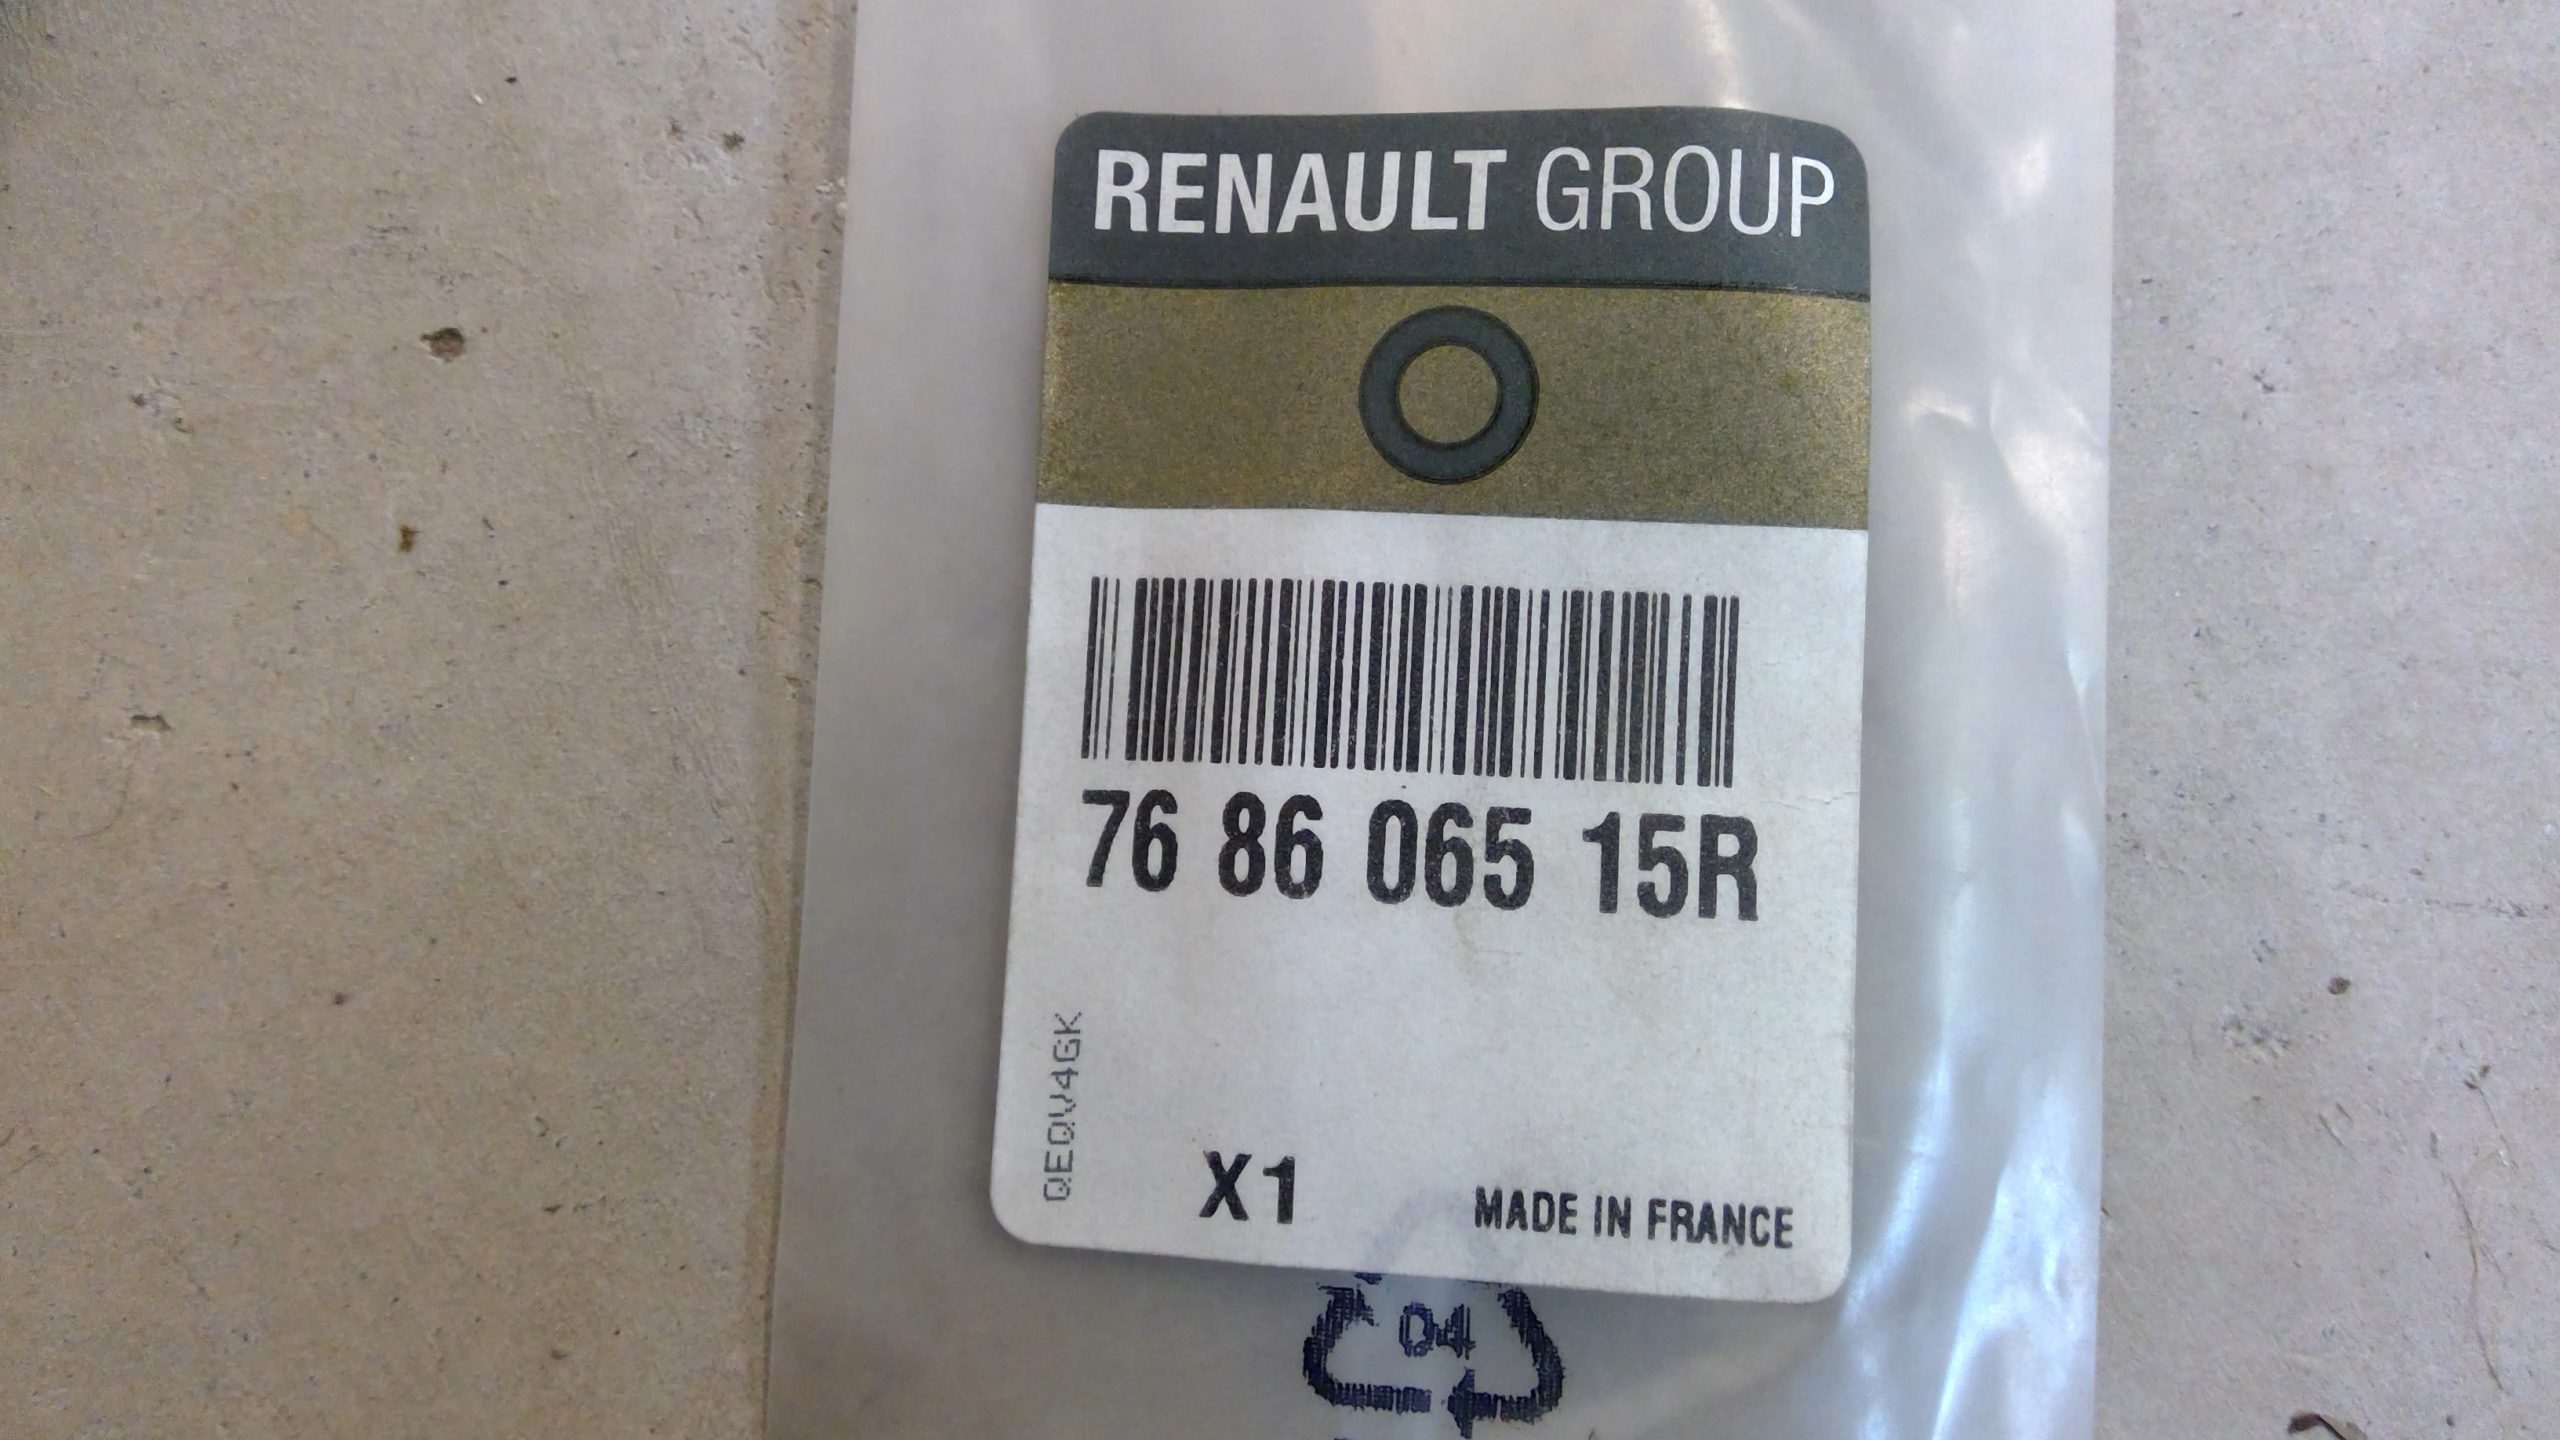 RENAULT GROUP
76 86 065 15R
QEQV4GK
X1
MADE IN FRANCE
04